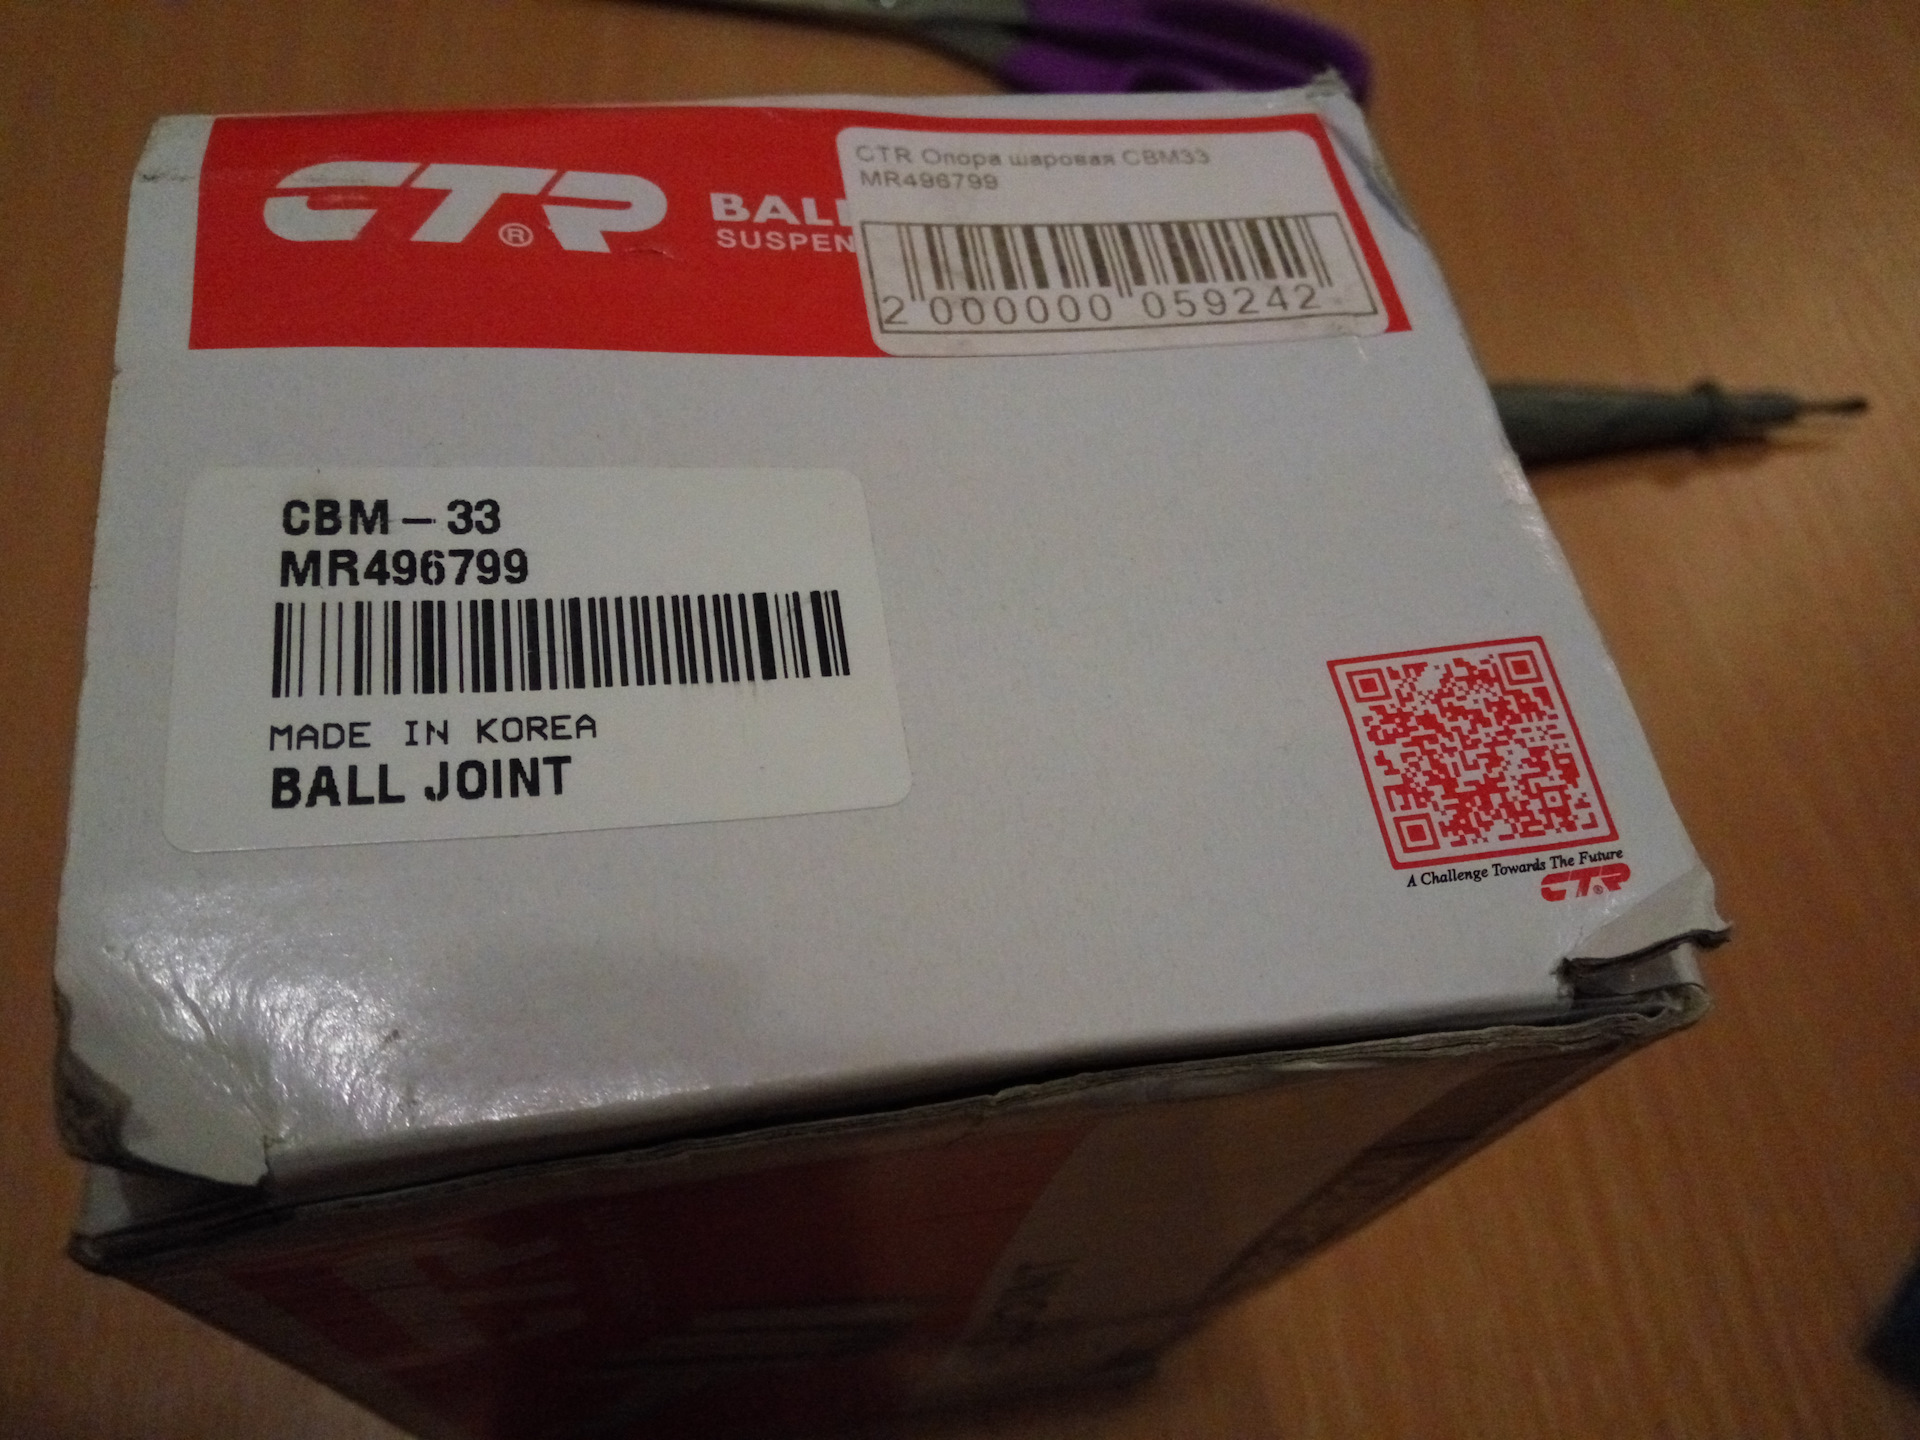 CTR®
BALL
SUSPEN
CTR Опора шаровая CBM33
MR496799
2 000000 059242
CBM – 33
MR496799
MADE IN KOREA
BALL JOINT
A Challenge Towards The Future
CTR®